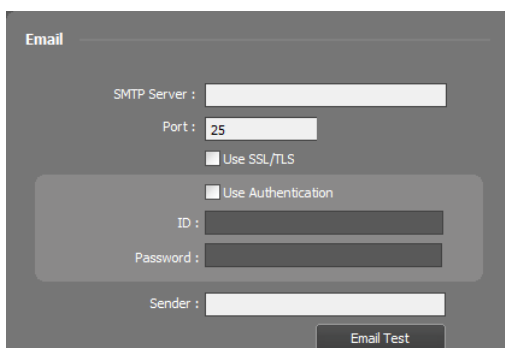 Email
SMTP Server :
Port : 25
Use SSL/TLS
Use Authentication
ID :
Password :
Sender :
Email Test